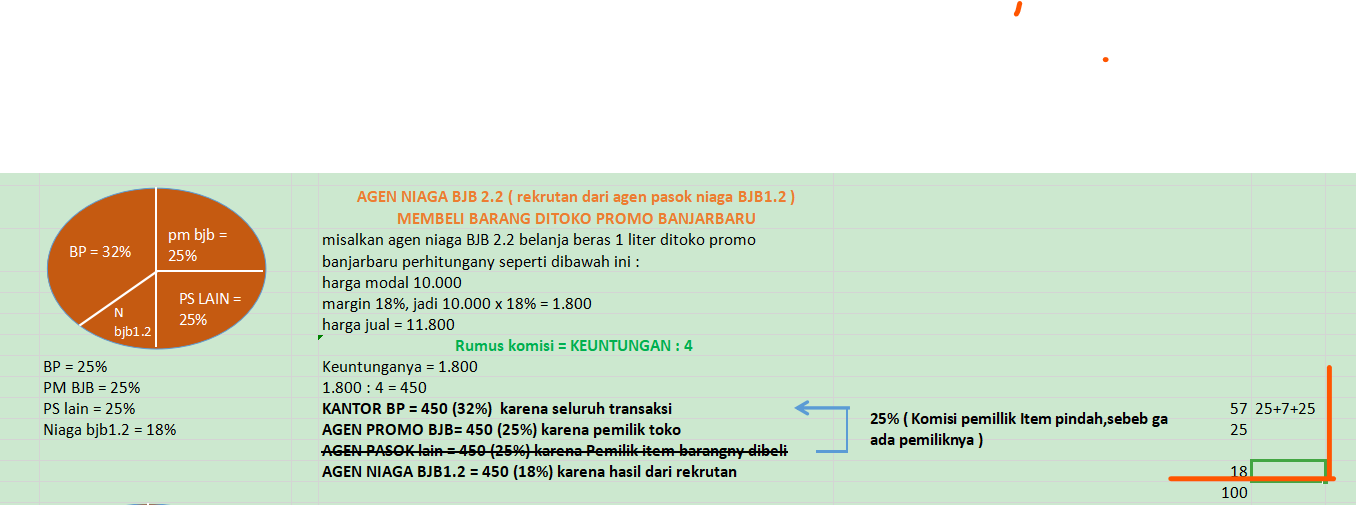 AGEN NIAGA BJB 2.2 ( rekrutan dari agen pasok niaga BJB1.2 )
MEMBELI BARANG DITOKO PROMO BANJARBARU
misalkan agen niaga BJB 2.2 belanja beras 1 liter ditoko promo
banjarbaru perhitungany seperti dibawah ini :
harga modal 10.000
margin 18%, jadi 10.000 x 18% = 1.800
harga jual = 11.800
Rumus komisi = KEUNTUNGAN : 4
BP = 32%
pm bjb =
25%
PS LAIN =
25%
N
bjb1.2
BP = 25%
PM BJB = 25%
PS lain = 25%
Niaga bjb1.2 = 18%
Keuntunganya = 1.800
1.800 : 4 = 450
KANTOR BP = 450 (32%) karena seluruh transaksi
AGEN PROMO BJB= 450 (25%) karena pemilik toko
AGEN PASOK lain = 450 (25%) karena Pemilik item barangny dibeli
AGEN NIAGA BJB1.2 = 450 (18%) karena hasil dari rekrutan
25% ( Komisi pemillik Item pindah,sebeb ga
ada pemiliknya )
57 25+7+25
25
18
100